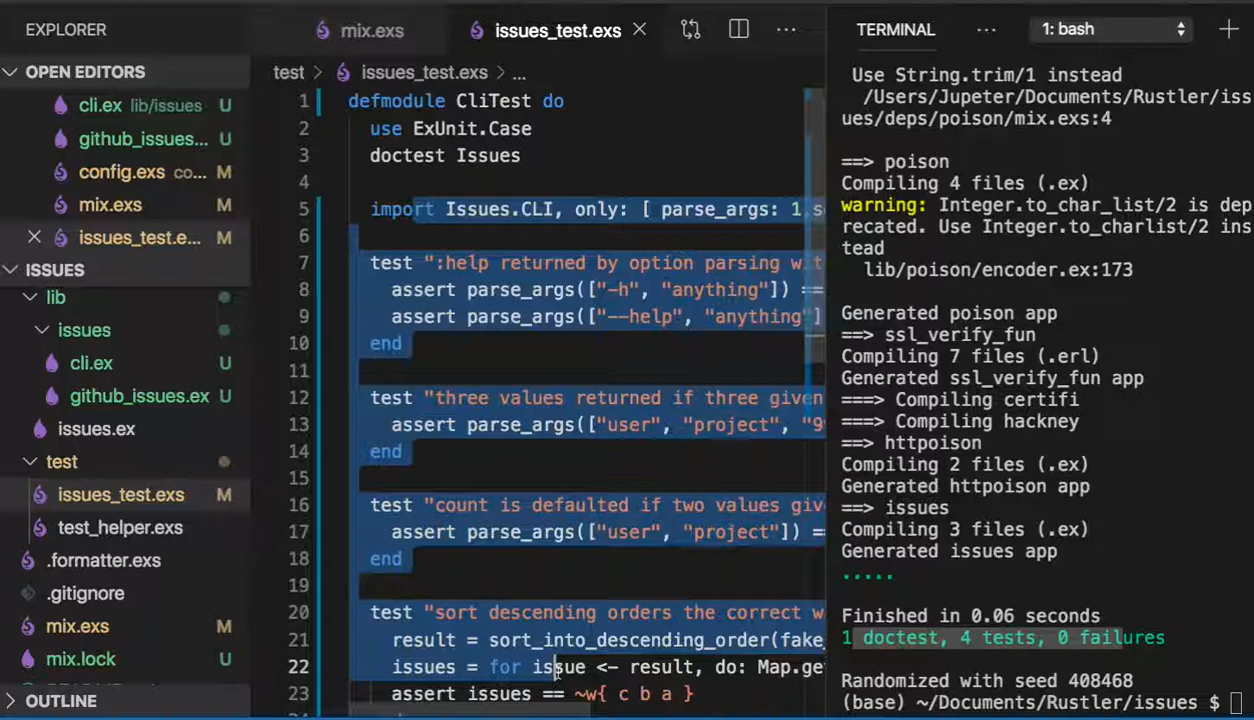 EXPLORER
OPEN EDITORS
cli.ex lib/issues U
github_issues... U
config.exs co... M
mix.exs M
issues_test.e... M
ISSUES
lib
issues
cli.ex U
github_issues.ex U
issues.ex
test
issues_test.exs M
test_helper.exs
.formatter.exs
.gitignore
mix.exs M
mix.lock M
OUTLINE
mix.exs
issues_test.exs
test > issues_test.exs > ...
1 defmodule CliTest do
2 use ExUnit.Case
3 doctest Issues
4
5 import Issues.CLI, only: [ parse_args: 1,
6
7 test ":help returned by option parsing wit
8 assert parse_args(["-h", "anything"]) ==
9 assert parse_args(["--help", "anything"]
10 end
11
12 test "three values returned if three given
13 assert parse_args(["user", "project", "9
14 end
15
16 test "count is defaulted if two values giv
17 assert parse_args(["user", "project"]) ==
18 end
19
20 test "sort descending orders the correct w
21 result = sort_into_descending_order(fake_
22 issues = for issue <- result, do: Map.ge
23 assert issues == ~w{ c b a }
TERMINAL ... 1: bash
Use String.trim/1 instead
/Users/Jupeter/Documents/Rustler/iss
ues/deps/poison/mix.exs:4
==> poison
Compiling 4 files (.ex)
warning: Integer.to_char_list/2 is dep
recated. Use Integer.to_charlist/2 ins
tead
lib/poison/encoder.ex:173
Generated poison app
==> ssl_verify_fun
Compiling 7 files (.erl)
Generated ssl_verify_fun app
===> Compiling certifi
===> Compiling hackney
==> httpoison
Compiling 2 files (.ex)
Generated httpoison app
==> issues
Compiling 3 files (.ex)
Generated issues app
.....
Finished in 0.06 seconds
1 doctest, 4 tests, 0 failures
Randomized with seed 408468
(base) ~/Documents/Rustler/issues $